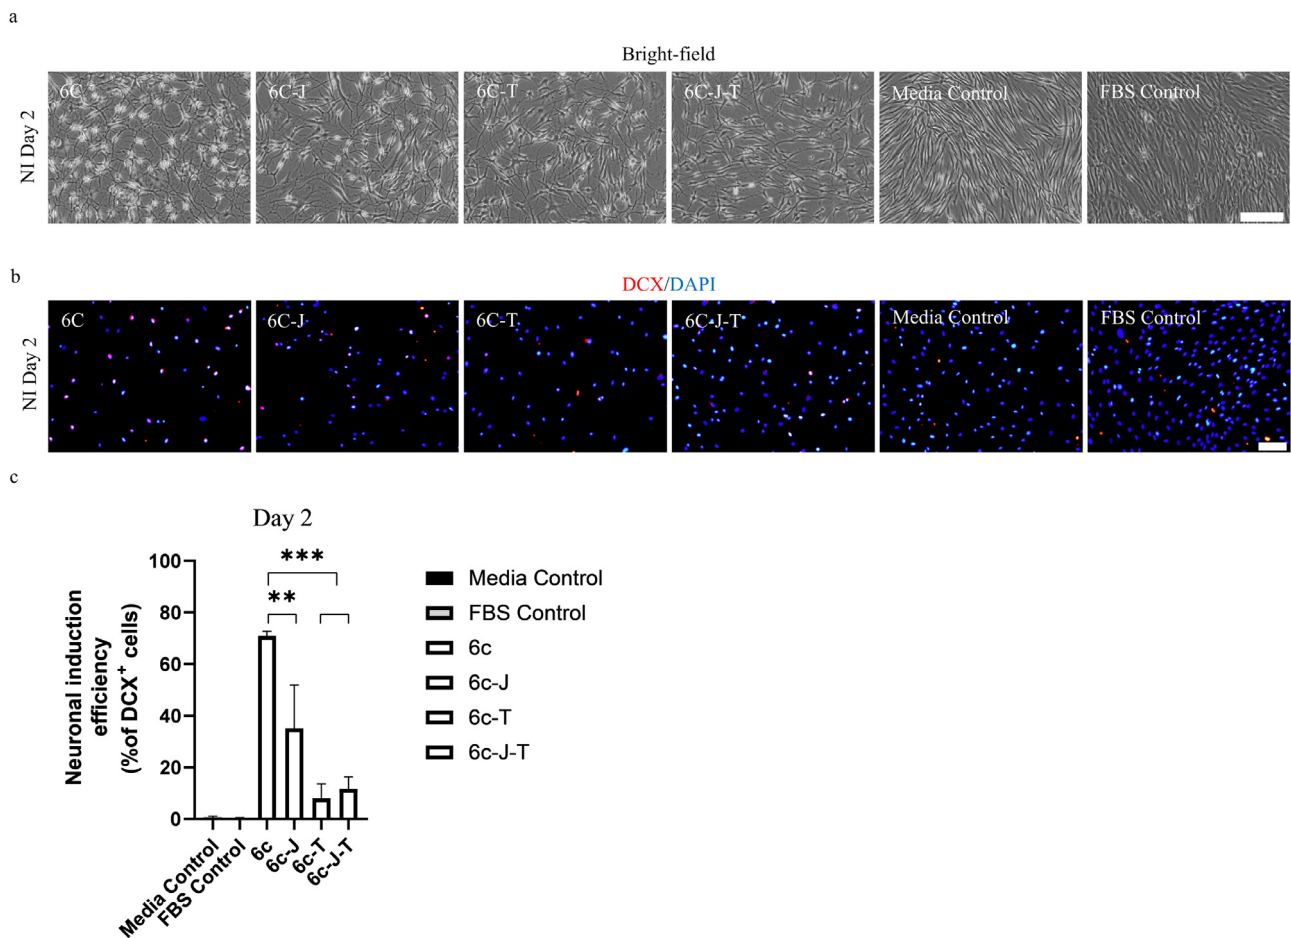 a
Bright-field
NI Day 2
6C
6C-J
6C-T
6C-J-T
Media Control
FBS Control
b
DCX/DAPI
NI Day 2
6C
6C-J
6C-T
6C-J-T
Media Control
FBS Control
c
Day 2
Neuronal induction
efficiency
(%of DCX+ cells)
100
80
60
40
20
0
***
**
Media Control
FBS Control
6c
6c-J
6c-T
6c-J-T
Media Control
FBS Control
6c
6c-J
6c-T
6c-J-T